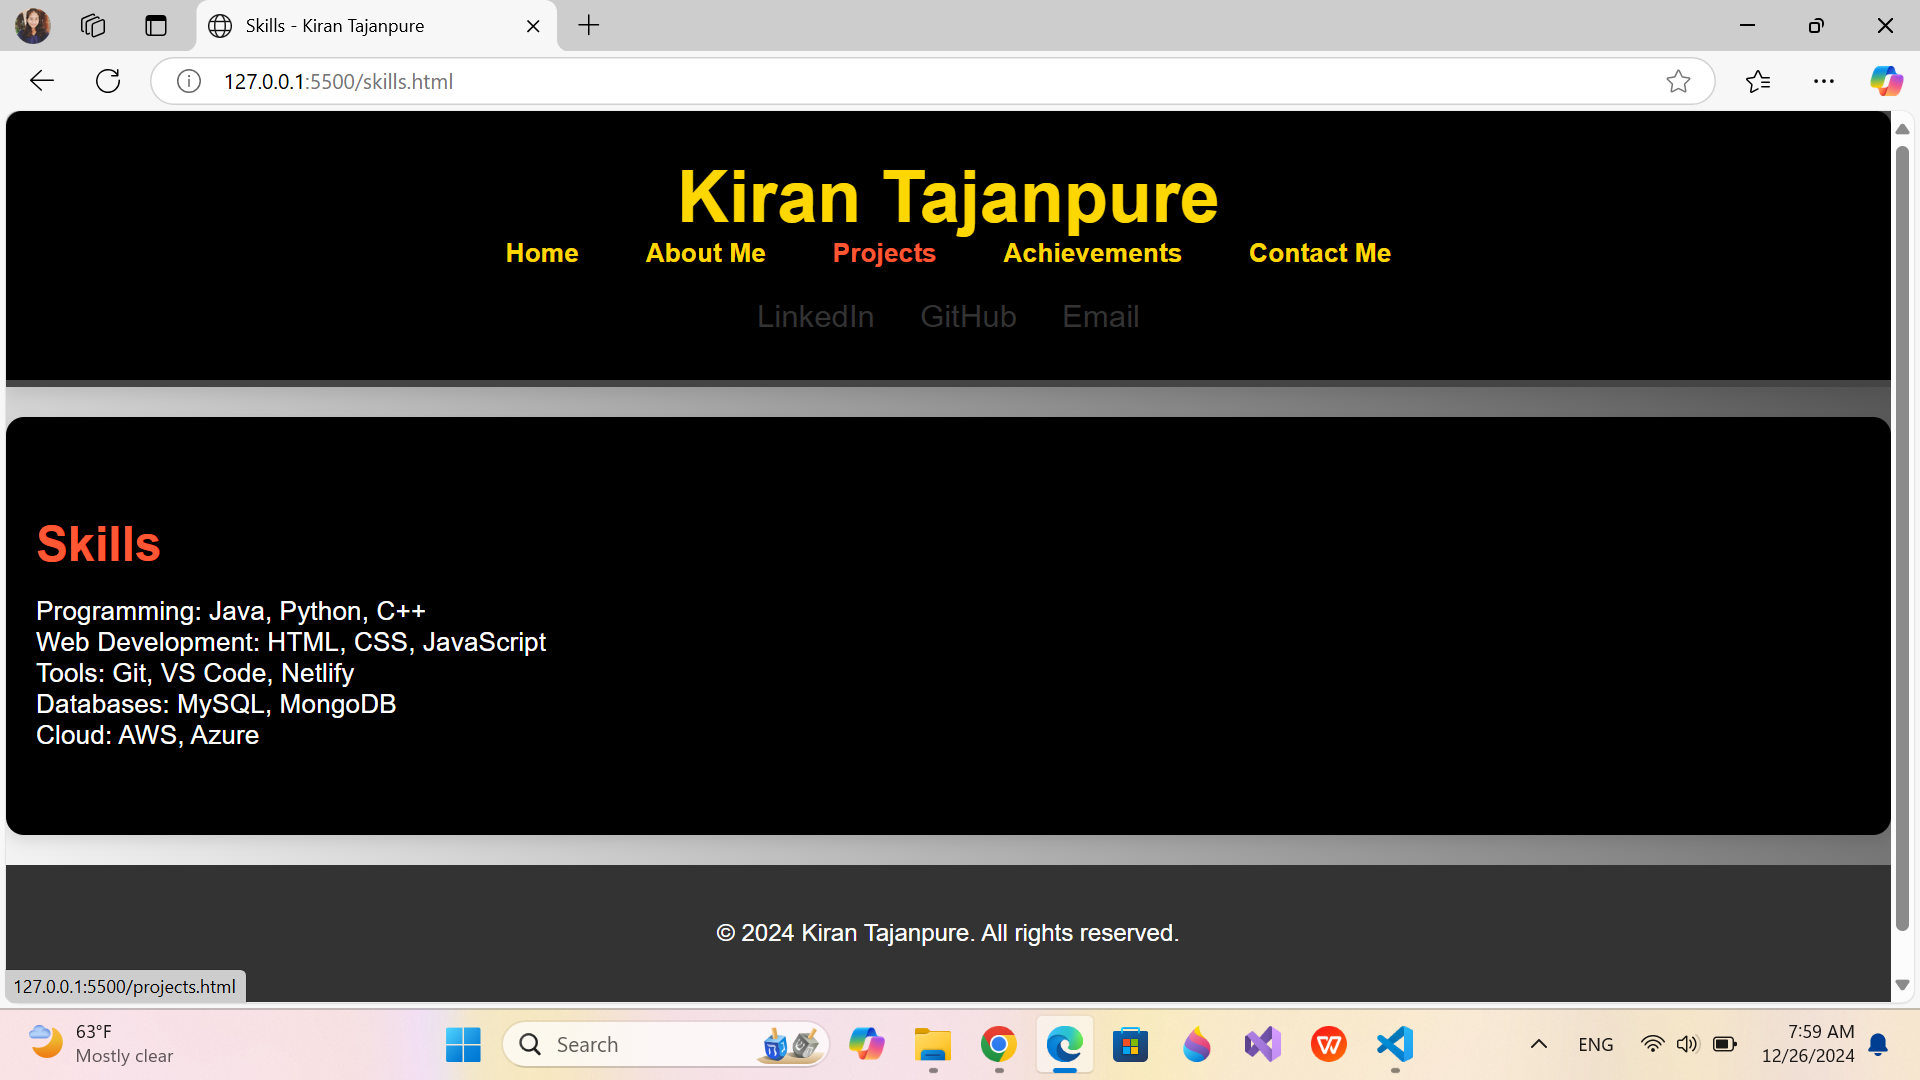 Skills - Kiran Tajanpure
127.0.0.1:5500/skills.html
Kiran Tajanpure
Home About Me Projects Achievements Contact Me
LinkedIn GitHub Email
Skills
Programming: Java, Python, C++
Web Development: HTML, CSS, JavaScript
Tools: Git, VS Code, Netlify
Databases: MySQL, MongoDB
Cloud: AWS, Azure
© 2024 Kiran Tajanpure. All rights reserved.
127.0.0.1:5500/projects.html
63°F
Mostly clear
Search
ENG
7:59 AM
12/26/2024